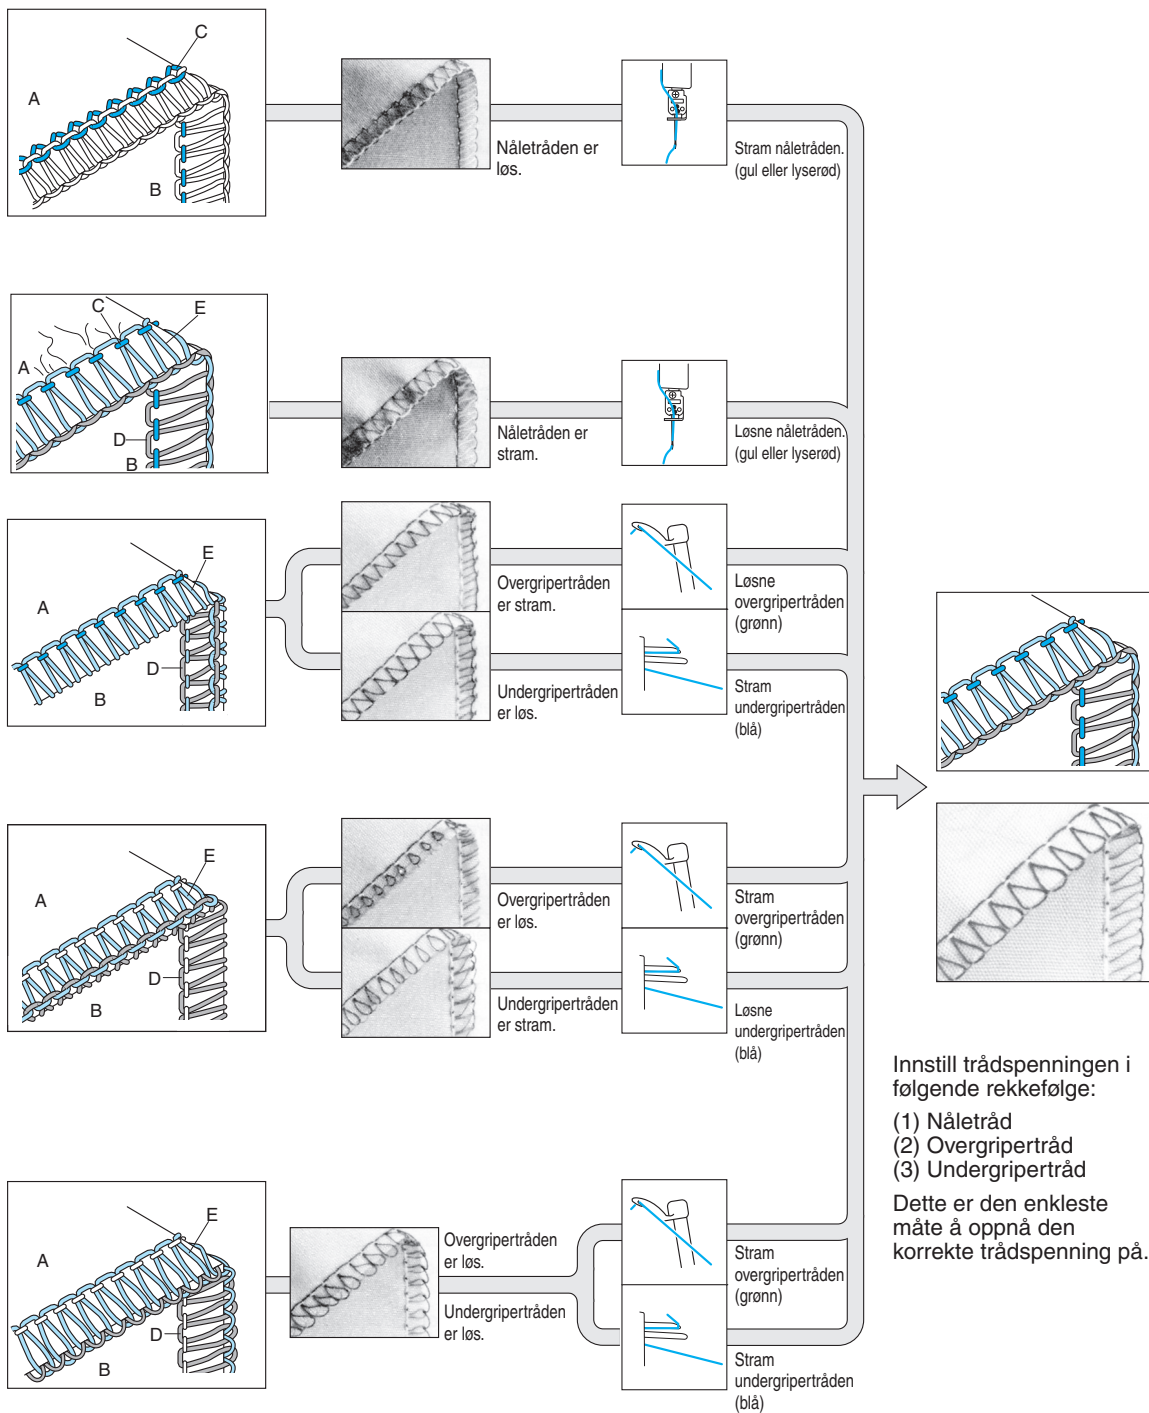 C
A
B
Nåletråden er
løs.
Stram nåletråden.
(gul eller lyserød)
C
E
A
D
B
Nåletråden er
stram.
Løsne nåletråden.
(gul eller lyserød)
E
A
D
B
Overgripertråden
er stram.
Løsne
overgripertråden
(grønn)
Undergripertråden
er løs.
Stram
undergripertråden
(blå)
E
A
D
B
Overgripertråden
er løs.
Stram
overgripertråden
(grønn)
Undergripertråden
er stram.
Løsne
undergripertråden
(blå)
E
A
D
B
Overgripertråden
er løs.
Undergripertråden
er løs.
Stram
overgripertråden
(grønn)
Stram
undergripertråden
(blå)
Innstill trådspenningen i
følgende rekkefølge:
(1) Nåletråd
(2) Overgripertråd
(3) Undergripertråd
Dette er den enkleste
måte å oppnå den
korrekte trådspenning på.